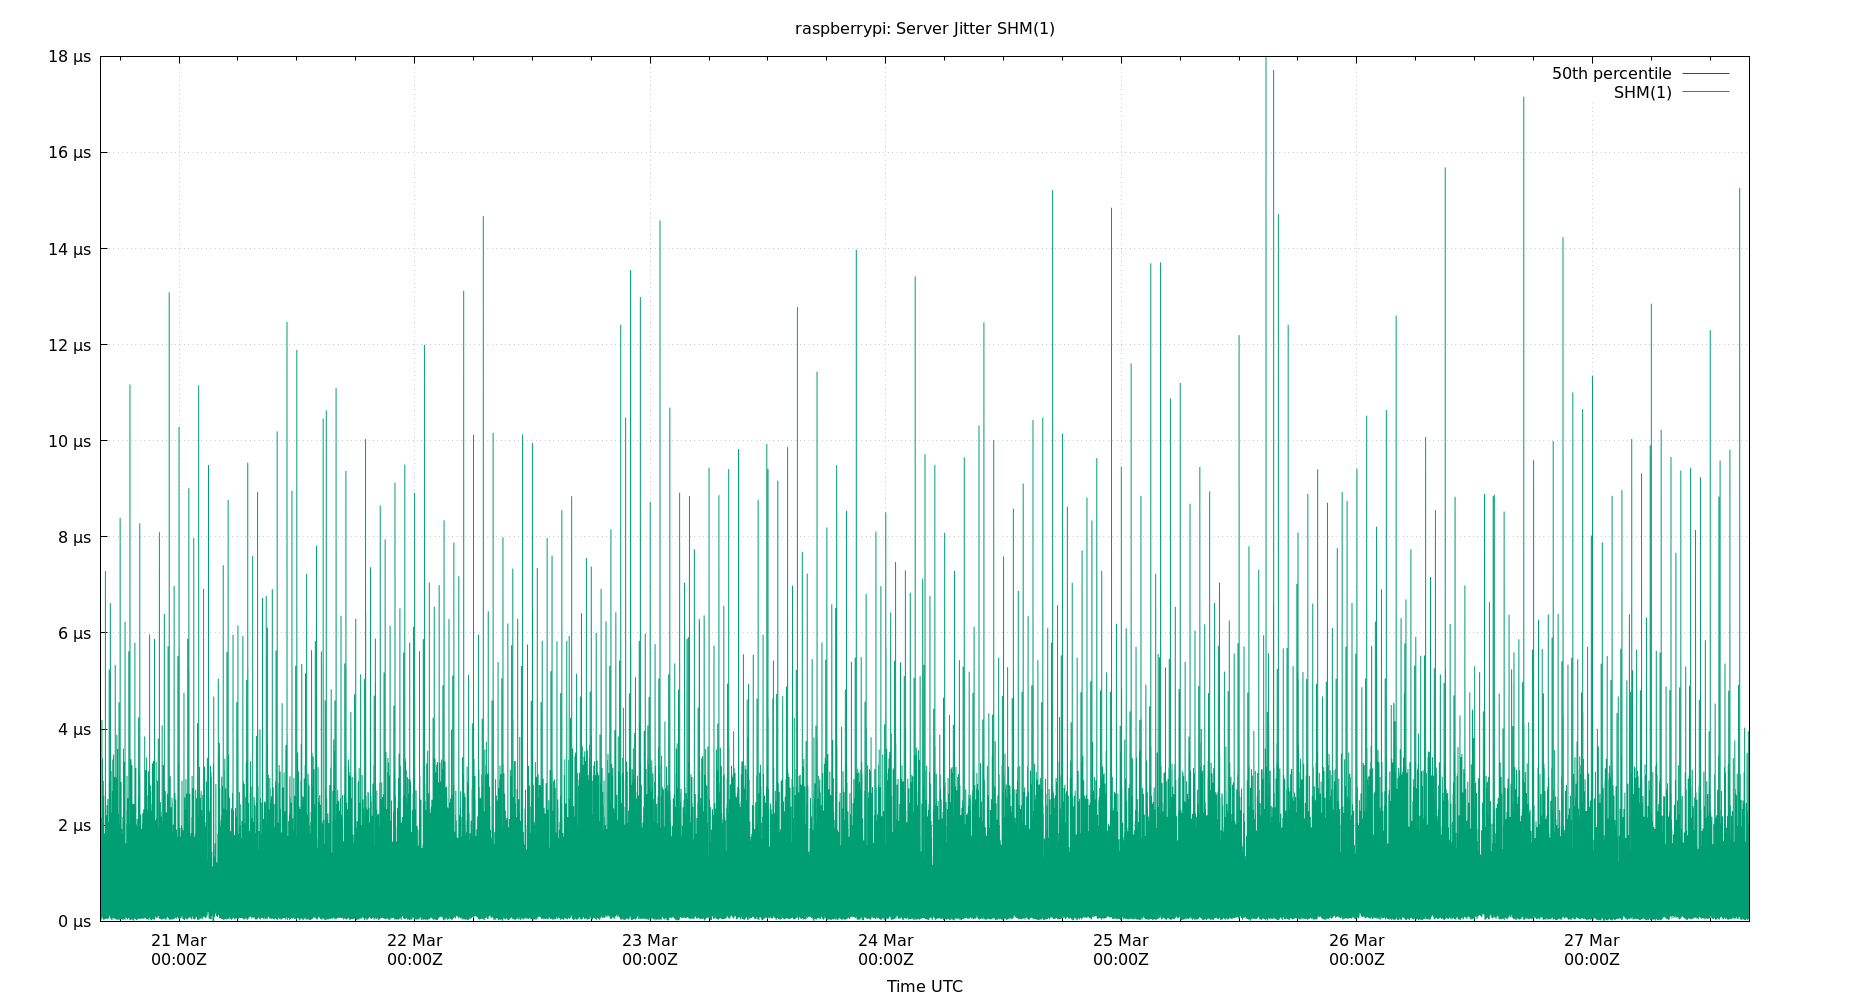 raspberrypi: Server Jitter SHM(1)
18 µs
16 µs
14 µs
12 µs
10 µs
8 µs
6 µs
4 µs
2 µs
0 µs
50th percentile
SHM(1)
21 Mar
00:00Z
22 Mar
00:00Z
23 Mar
00:00Z
24 Mar
00:00Z
25 Mar
00:00Z
26 Mar
00:00Z
27 Mar
00:00Z
Time UTC